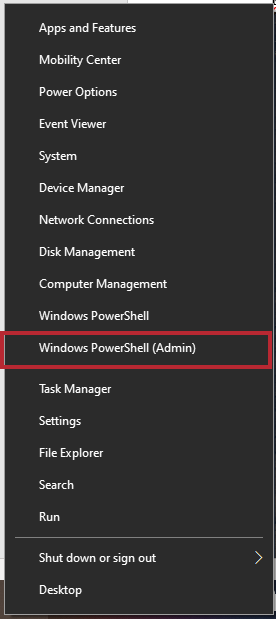 Apps and Features
Mobility Center
Power Options
Event Viewer
System
Device Manager
Network Connections
Disk Management
Computer Management
Windows PowerShell
Windows PowerShell (Admin)
Task Manager
Settings
File Explorer
Search
Run
Shut down or sign out
Desktop